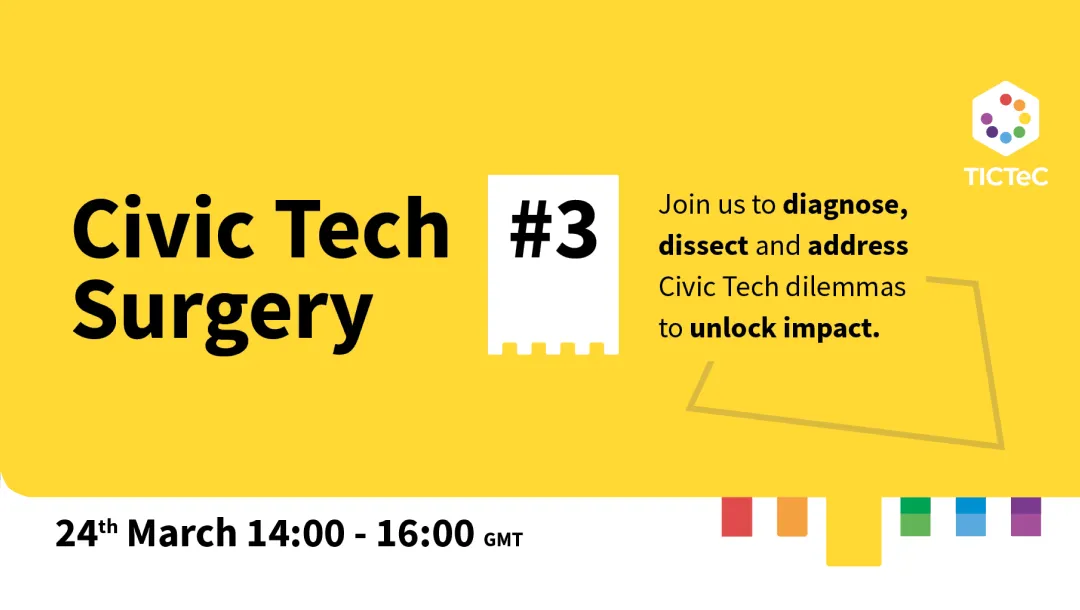 Civic Tech
Surgery
#3
Join us to diagnose,
dissect and address
Civic Tech dilemmas
to unlock impact.
TICTeC
24th March 14:00 - 16:00 GMT